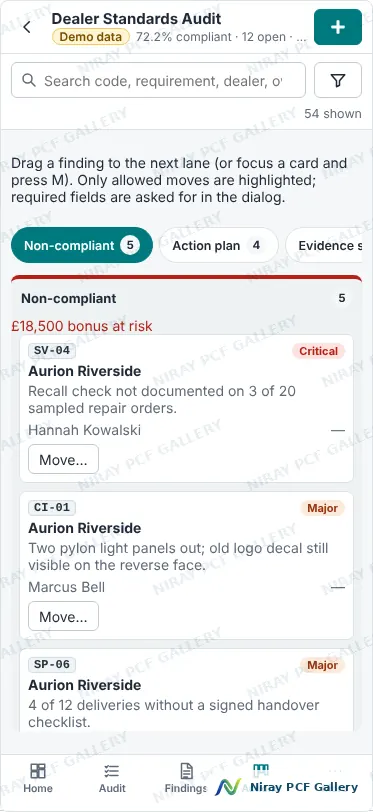 Dealer Standards Audit
Demo data 72.2% compliant · 12 open · ...
Search code, requirement, dealer, o
54 shown
Drag a finding to the next lane (or focus a card and
press M). Only allowed moves are highlighted;
required fields are asked for in the dialog.
Non-compliant 5 Action plan 4 Evidence s
Non-compliant 5
£18,500 bonus at risk
SV-04 Critical
Aurion Riverside
Recall check not documented on 3 of 20
sampled repair orders.
Hannah Kowalski —
Move...
CI-01 Major
Aurion Riverside
Two pylon light panels out; old logo decal still
visible on the reverse face.
Marcus Bell —
Move...
SP-06 Major
Aurion Riverside
4 of 12 deliveries without a signed handover
checklist.
Home Audit Findings Niray PCF Gallery
NIRAY PCF GALLERY